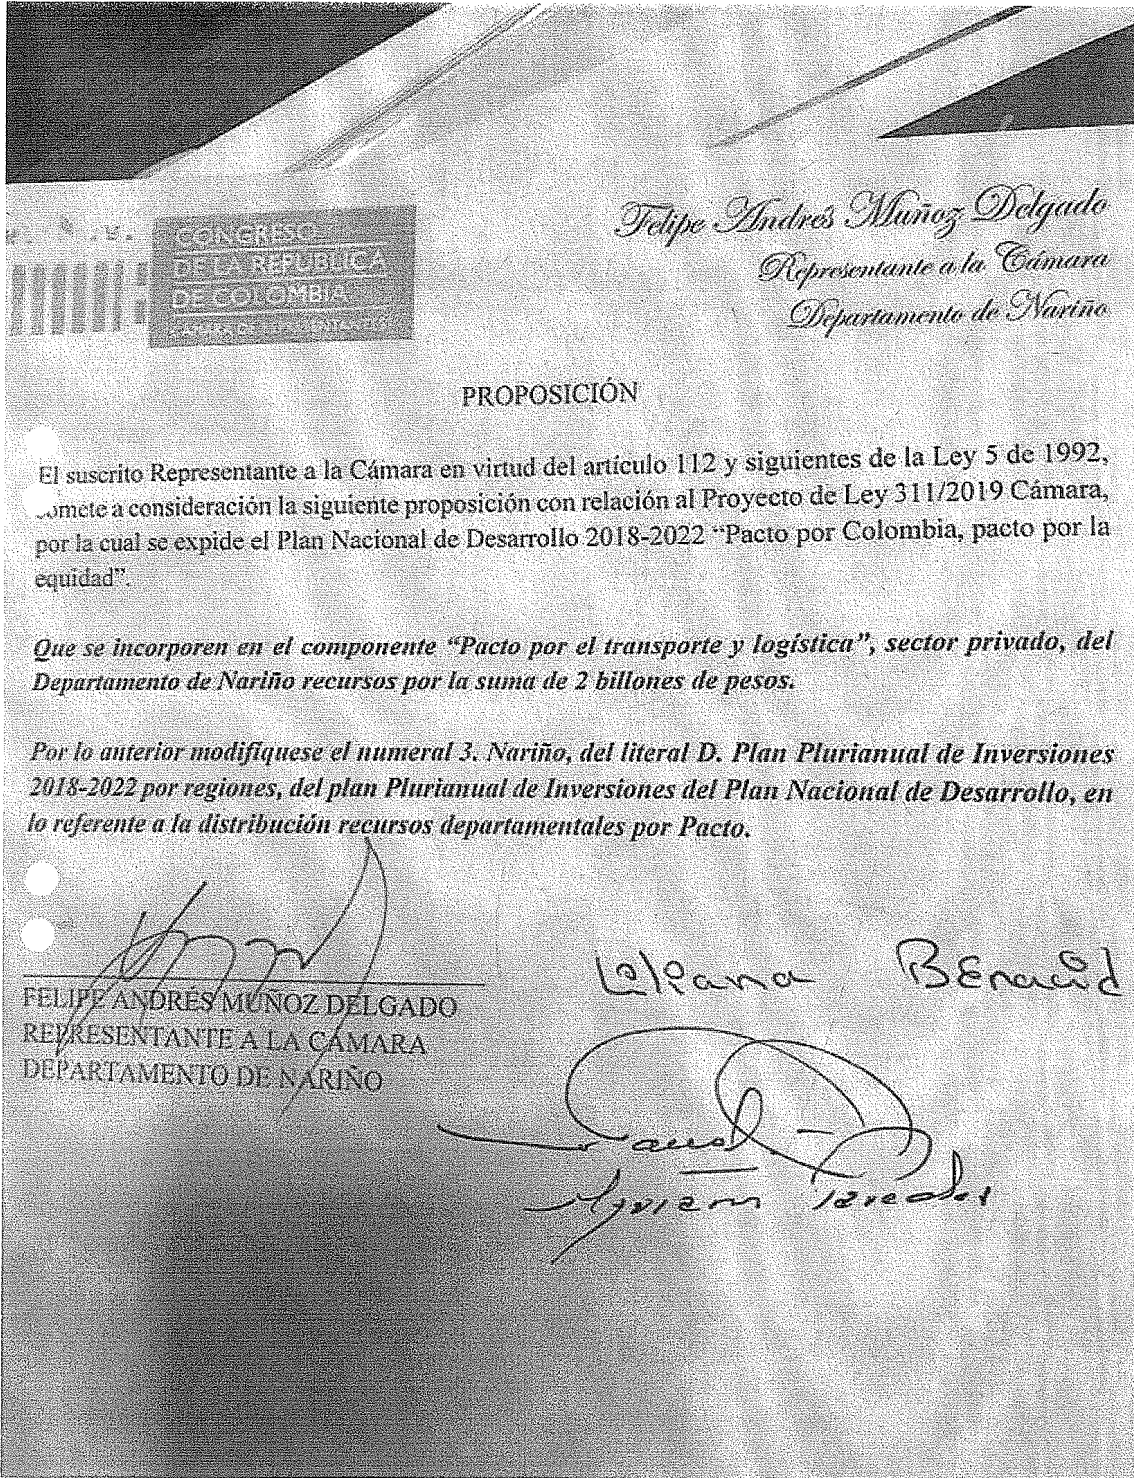 CONGRESO
DE LA REPÚBLICA
DE COLOMBIA
CÁMARA DE REPRESENTANTES
Felipe Andrés Muñoz Delgado
Representante a la Cámara
Departamento de Nariño
PROPOSICIÓN
El suscrito Representante a la Cámara en virtud del artículo 112 y siguientes de la Ley 5 de 1992,
somete a consideración la siguiente proposición con relación al Proyecto de Ley 311/2019 Cámara,
por la cual se expide el Plan Nacional de Desarrollo 2018-2022 “Pacto por Colombia, pacto por la
equidad”.
Que se incorporen en el componente “Pacto por el transporte y logística”, sector privado, del
Departamento de Nariño recursos por la suma de 2 billones de pesos.
Por lo anterior modifíquese el numeral 3. Nariño, del literal D. Plan Plurianual de Inversiones
2018-2022 por regiones, del plan Plurianual de Inversiones del Plan Nacional de Desarrollo, en
lo referente a la distribución recursos departamentales por Pacto.
FELIPE ANDRÉS MUÑOZ DELGADO
REPRESENTANTE A LA CÁMARA
DEPARTAMENTO DE NARIÑO
Myriam Paredes